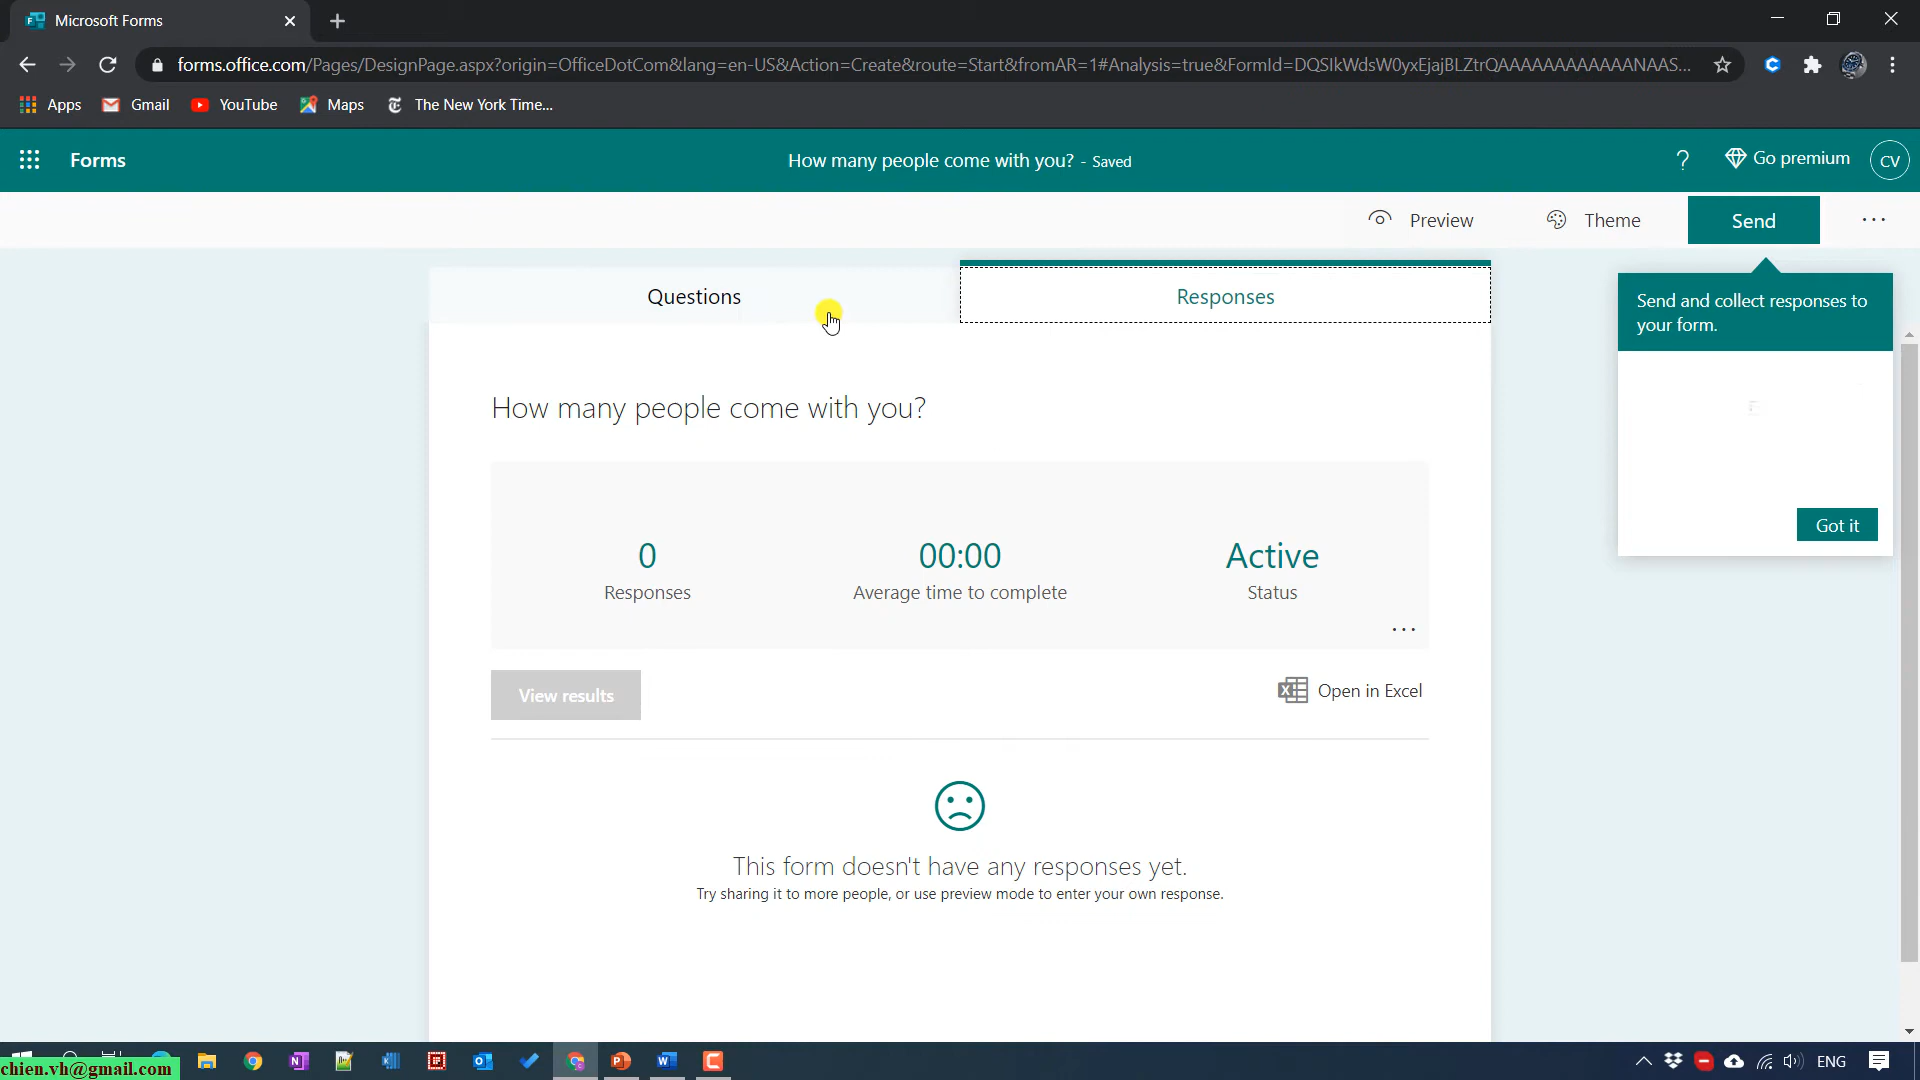 Microsoft Forms
forms.office.com/Pages/DesignPage.aspx?origin=OfficeDotCom&lang=en-US&Action=Create&route=Start&fromAR=1#Analysis=true&FormId=DQSIkWdsW0yxEjajBLZtrQAAAAAAAAAAAANAAS...
Apps Gmail YouTube Maps The New York Time...
Forms
How many people come with you? - Saved
? Go premium CV
Preview Theme Send ...
Questions Responses
Send and collect responses to
your form.
How many people come with you?
Got it
0 00:00 Active
Responses Average time to complete Status
...
View results Open in Excel
This form doesn't have any responses yet.
Try sharing it to more people, or use preview mode to enter your own response.
chien.vh@gmail.com
ENG